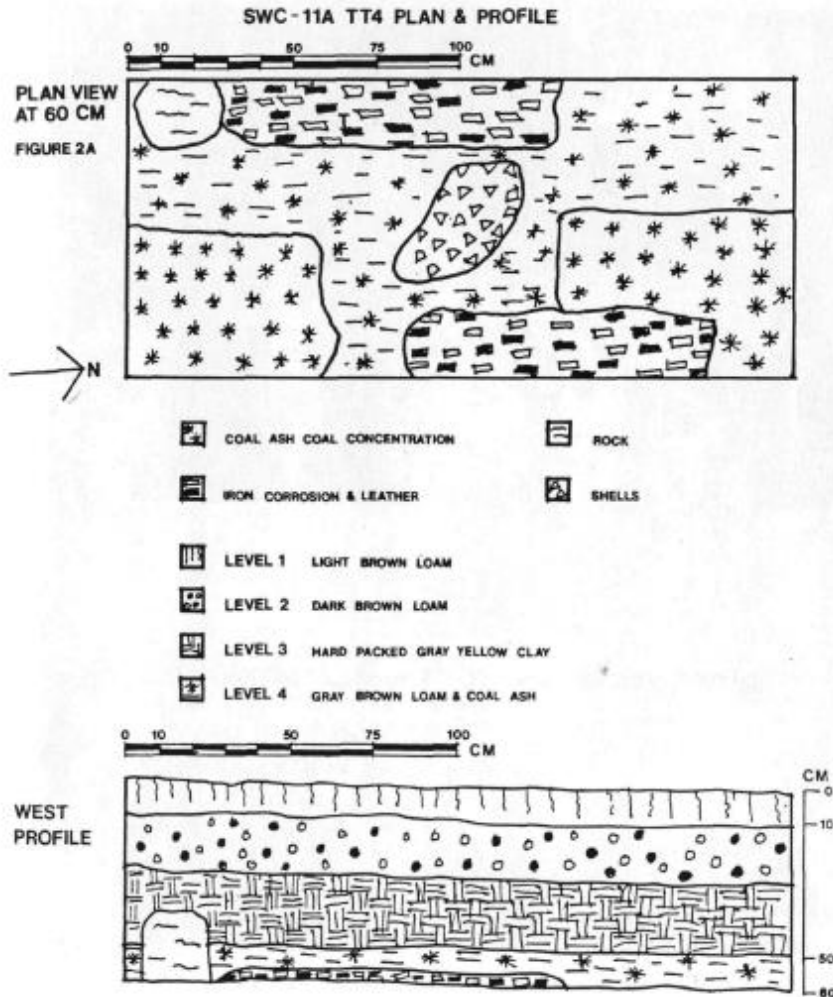 SWC-11A TT4 PLAN & PROFILE
0 10 50 75 100
CM
PLAN VIEW
AT 60 CM
FIGURE 2A
N
COAL ASH COAL CONCENTRATION
ROCK
IRON CORROSION & LEATHER
SHELLS
LEVEL 1 LIGHT BROWN LOAM
LEVEL 2 DARK BROWN LOAM
LEVEL 3 HARD PACKED GRAY YELLOW CLAY
LEVEL 4 GRAY BROWN LOAM & COAL ASH
0 10 50 75 100
CM
WEST
PROFILE
CM
0
10
50
60